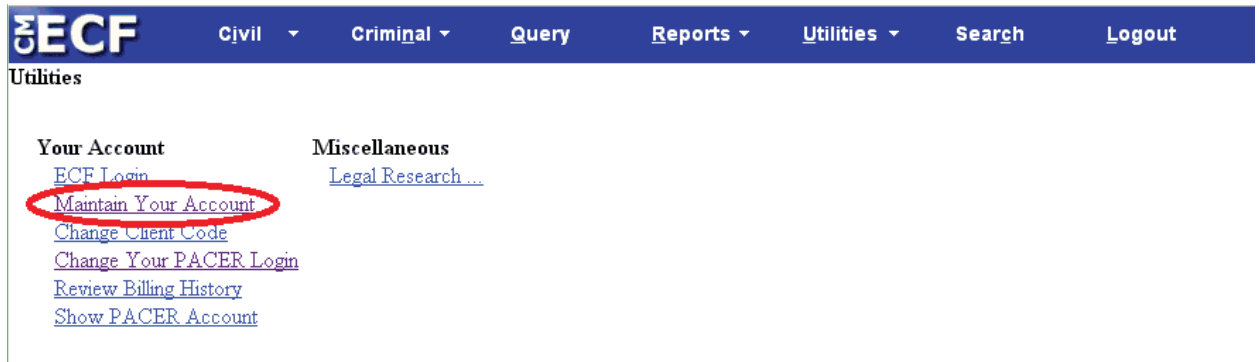 CM ECF Civil Criminal Query Reports Utilities Search Logout
Utilities
Your Account Miscellaneous
ECF Login Legal Research ...
Maintain Your Account
Change Client Code
Change Your PACER Login
Review Billing History
Show PACER Account